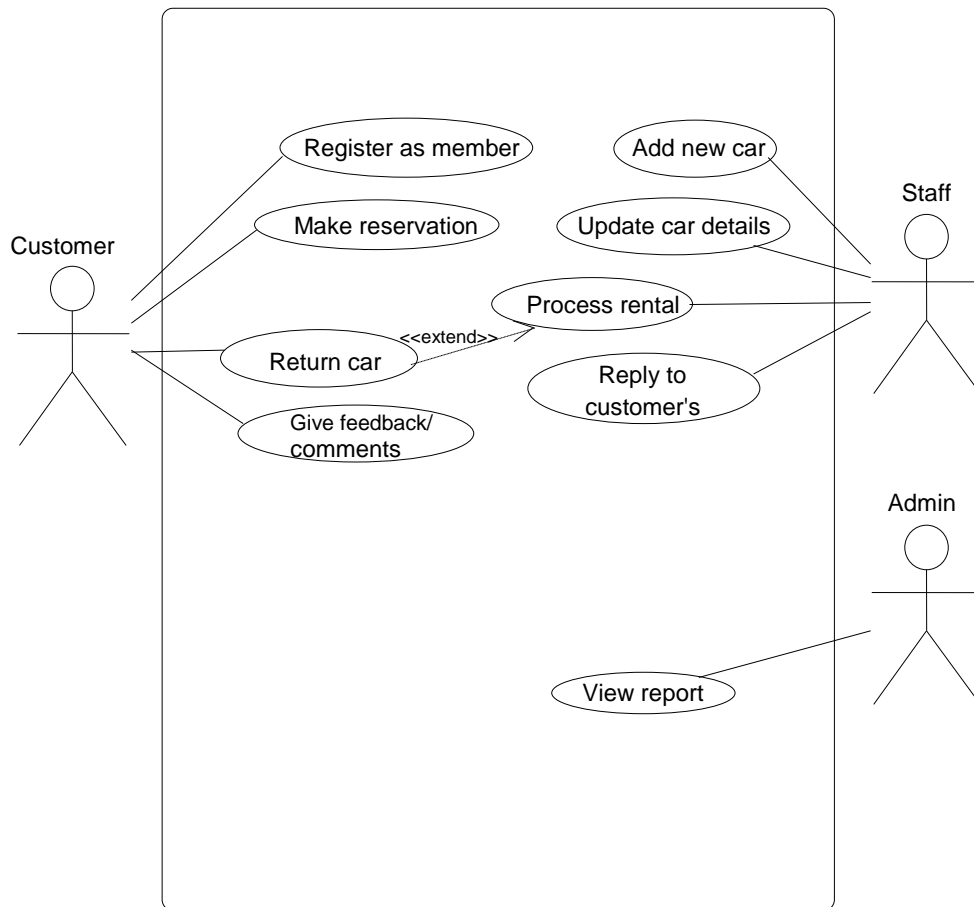 Register as member
Add new car
Staff
Make reservation
Update car details
Customer
Process rental
<<extend>>
Return car
Reply to
customer's
Give feedback/
comments
Admin
View report